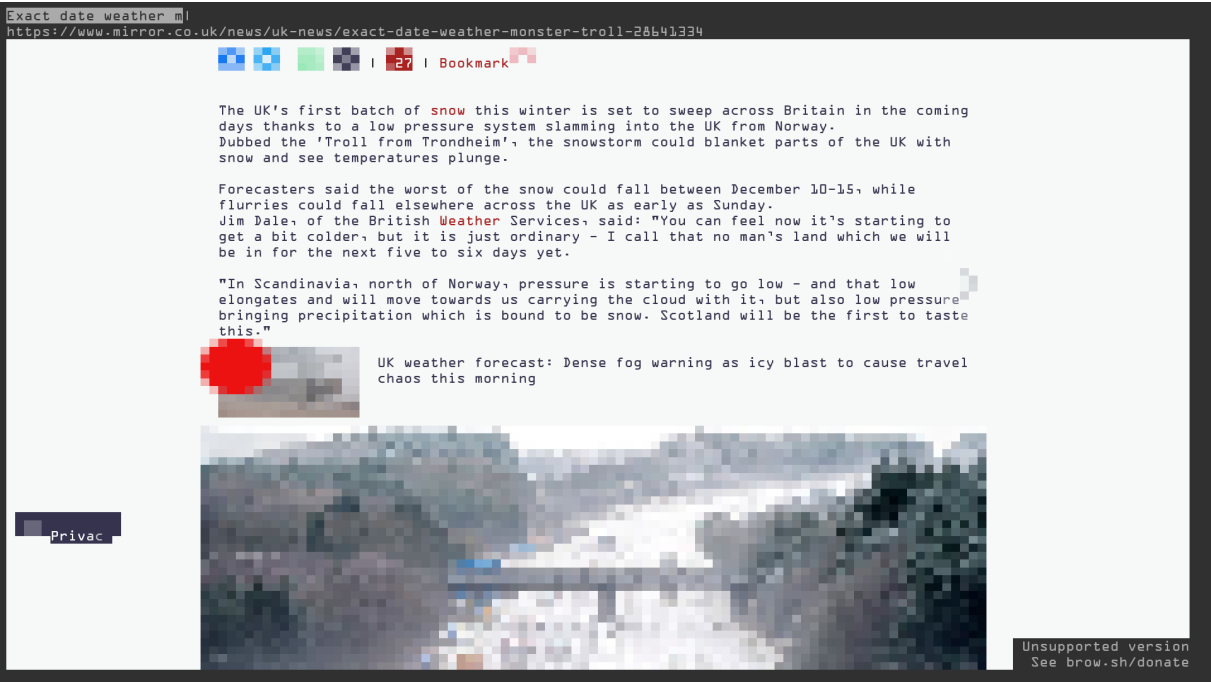 Exact date weather m
https://www.mirror.co.uk/news/uk-news/exact-date-weather-monster-troll-28641334
| 27 | Bookmark
The UK's first batch of snow this winter is set to sweep across Britain in the coming
days thanks to a low pressure system slamming into the UK from Norway.
Dubbed the 'Troll from Trondheim', the snowstorm could blanket parts of the UK with
snow and see temperatures plunge.
Forecasters said the worst of the snow could fall between December 10-15, while
flurries could fall elsewhere across the UK as early as Sunday.
Jim Dale, of the British Weather Services, said: "You can feel now it's starting to
get a bit colder, but it is just ordinary - I call that no man's land which we will
be in for the next five to six days yet.
"In Scandinavia, north of Norway, pressure is starting to go low - and that low
elongates and will move towards us carrying the cloud with it, but also low pressure
bringing precipitation which is bound to be snow. Scotland will be the first to taste
this."
UK weather forecast: Dense fog warning as icy blast to cause travel
chaos this morning
Privac
Unsupported version
See brow.sh/donate